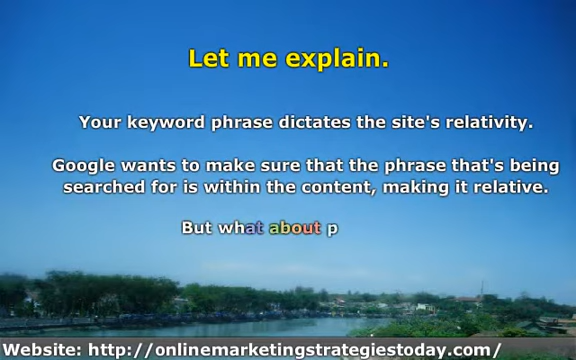 Let me explain.
Your keyword phrase dictates the site's relativity.
Google wants to make sure that the phrase that's being
searched for is within the content, making it relative.
But what about p
Website: http://onlinemarketingstrategiestoday.com/